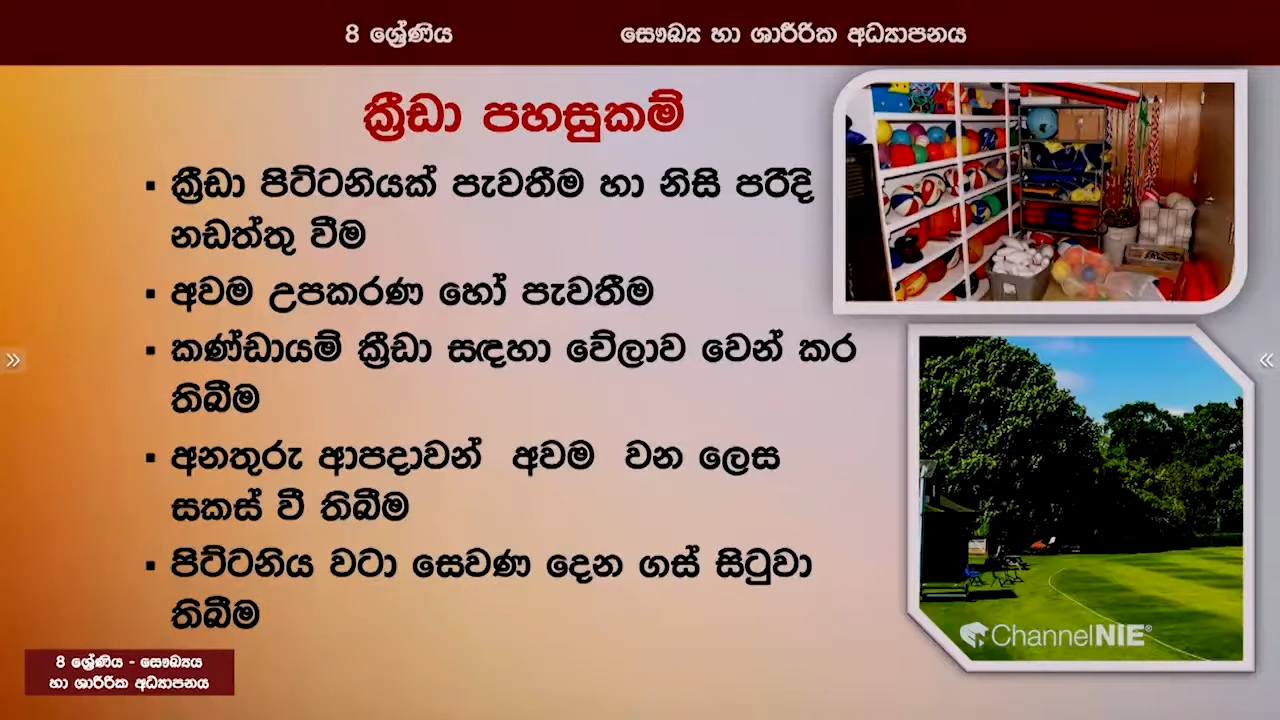 8 ශ්‍රේණිය
සෞඛ්‍ය හා ශාරීරික අධ්‍යාපනය
ක්‍රීඩා පහසුකම්
▪ ක්‍රීඩා පිට්ටනියක් පැවතීම හා නිසි පරිදි
නඩත්තු වීම
▪ අවම උපකරණ හෝ පැවතීම
▪ කණ්ඩායම් ක්‍රීඩා සඳහා වේලාව වෙන් කර
තිබීම
▪ අනතුරු ආපදාවන් අවම වන ලෙස
සකස් වී තිබීම
▪ පිට්ටනිය වටා සෙවණ දෙන ගස් සිටුවා
තිබීම
ChannelNIE®
8 ශ්‍රේණිය - සෞඛ්‍යය
හා ශාරීරික අධ්‍යාපනය